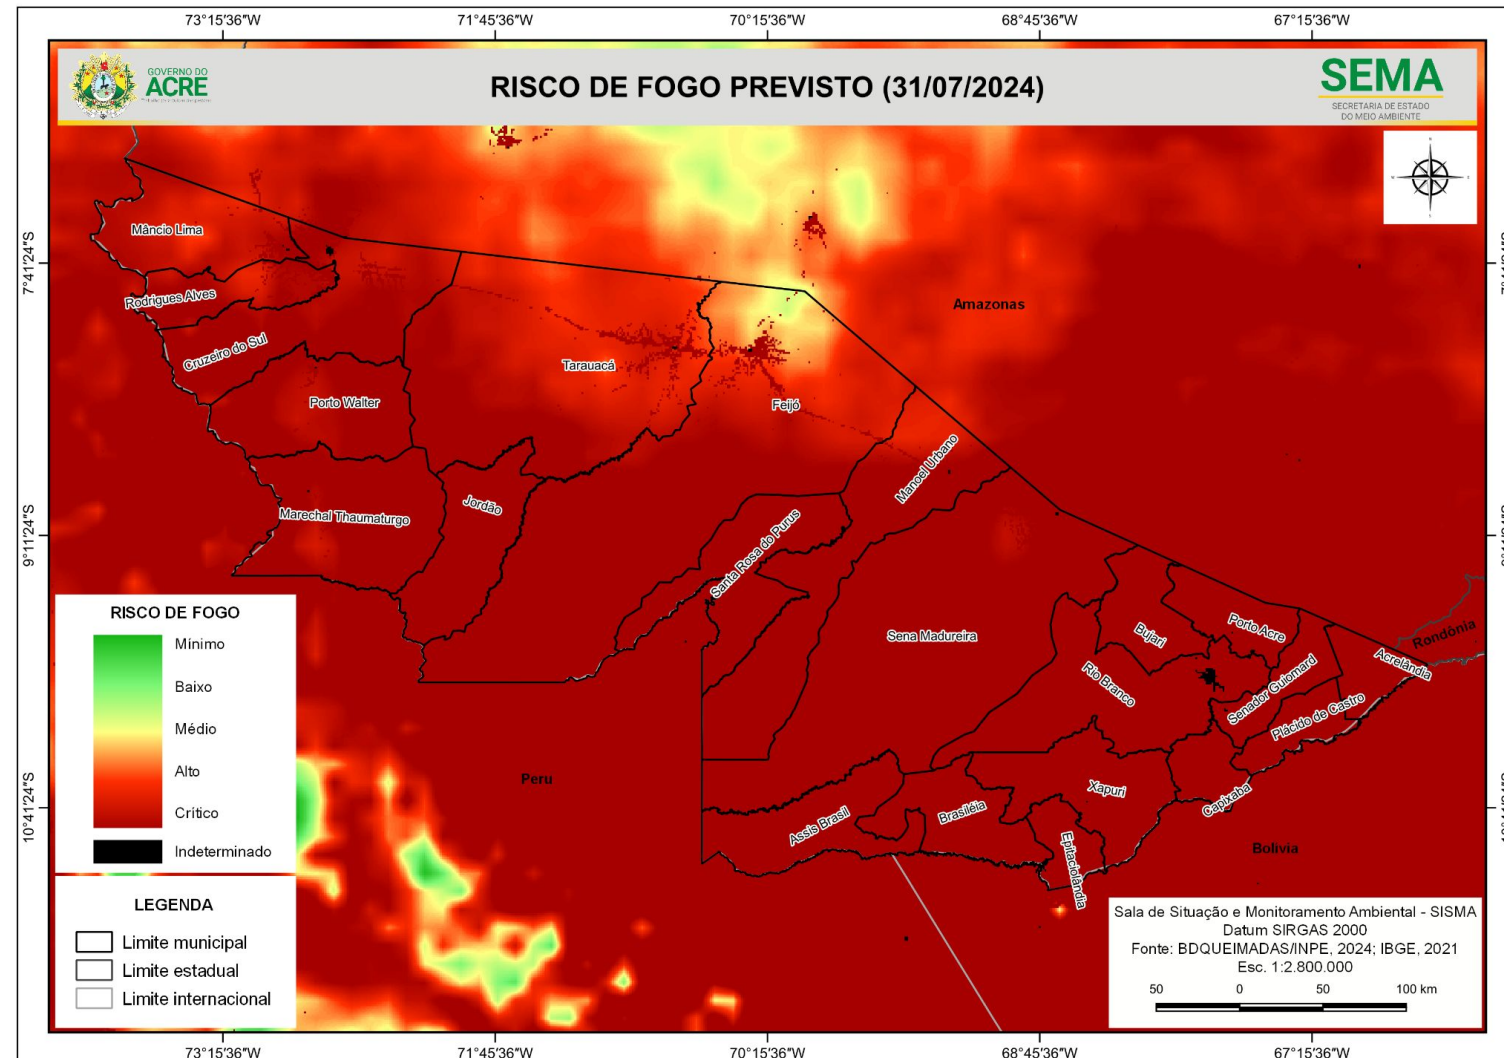 73°15'36"W
71°45'36"W
70°15'36"W
68°45'36"W
67°15'36"W
GOVERNO DO
ACRE
RISCO DE FOGO PREVISTO (31/07/2024)
SEMA
SECRETARIA DE ESTADO
DO MEIO AMBIENTE
7°41'24"S
9°11'24"S
10°41'24"S
Mâncio Lima
Rodrigues Alves
Cruzeiro do Sul
Porto Walter
Marechal Thaumaturgo
Jordão
Tarauacá
Feijó
Amazonas
Manoel Urbano
Santa Rosa do Purus
Sena Madureira
Bujari
Porto Acre
Rio Branco
Senador Guiomard
Acrelândia
Plácido de Castro
Rondônia
Peru
Assis Brasil
Brasiléia
Xapuri
Capixaba
Epitaciolândia
Bolivia
RISCO DE FOGO
Mínimo
Baixo
Médio
Alto
Crítico
Indeterminado
LEGENDA
Limite municipal
Limite estadual
Limite internacional
Sala de Situação e Monitoramento Ambiental - SISMA
Datum SIRGAS 2000
Fonte: BDQUEIMADAS/INPE, 2024; IBGE, 2021
Esc. 1:2.800.000
50 0 50 100 km
73°15'36"W
71°45'36"W
70°15'36"W
68°45'36"W
67°15'36"W